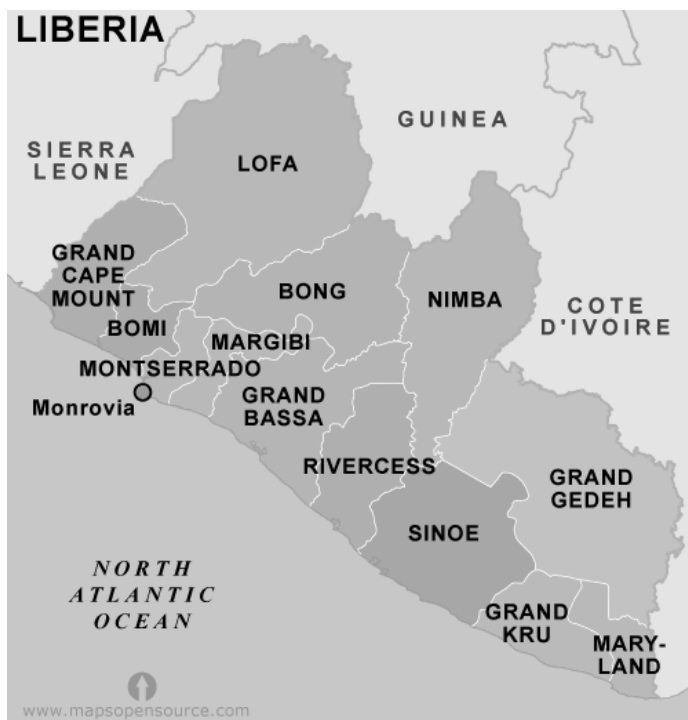 LIBERIA
GUINEA
SIERRA
LEONE
LOFA
GRAND
CAPE
MOUNT
BONG
NIMBA
COTE
D'IVOIRE
BOMI
MARGIBI
MONTSERRADO
Monrovia
GRAND
BASSA
RIVERCESS
GRAND
GEDEH
SINOE
NORTH
ATLANTIC
OCEAN
GRAND
KRU
MARY-
LAND
www.mapsopensource.com